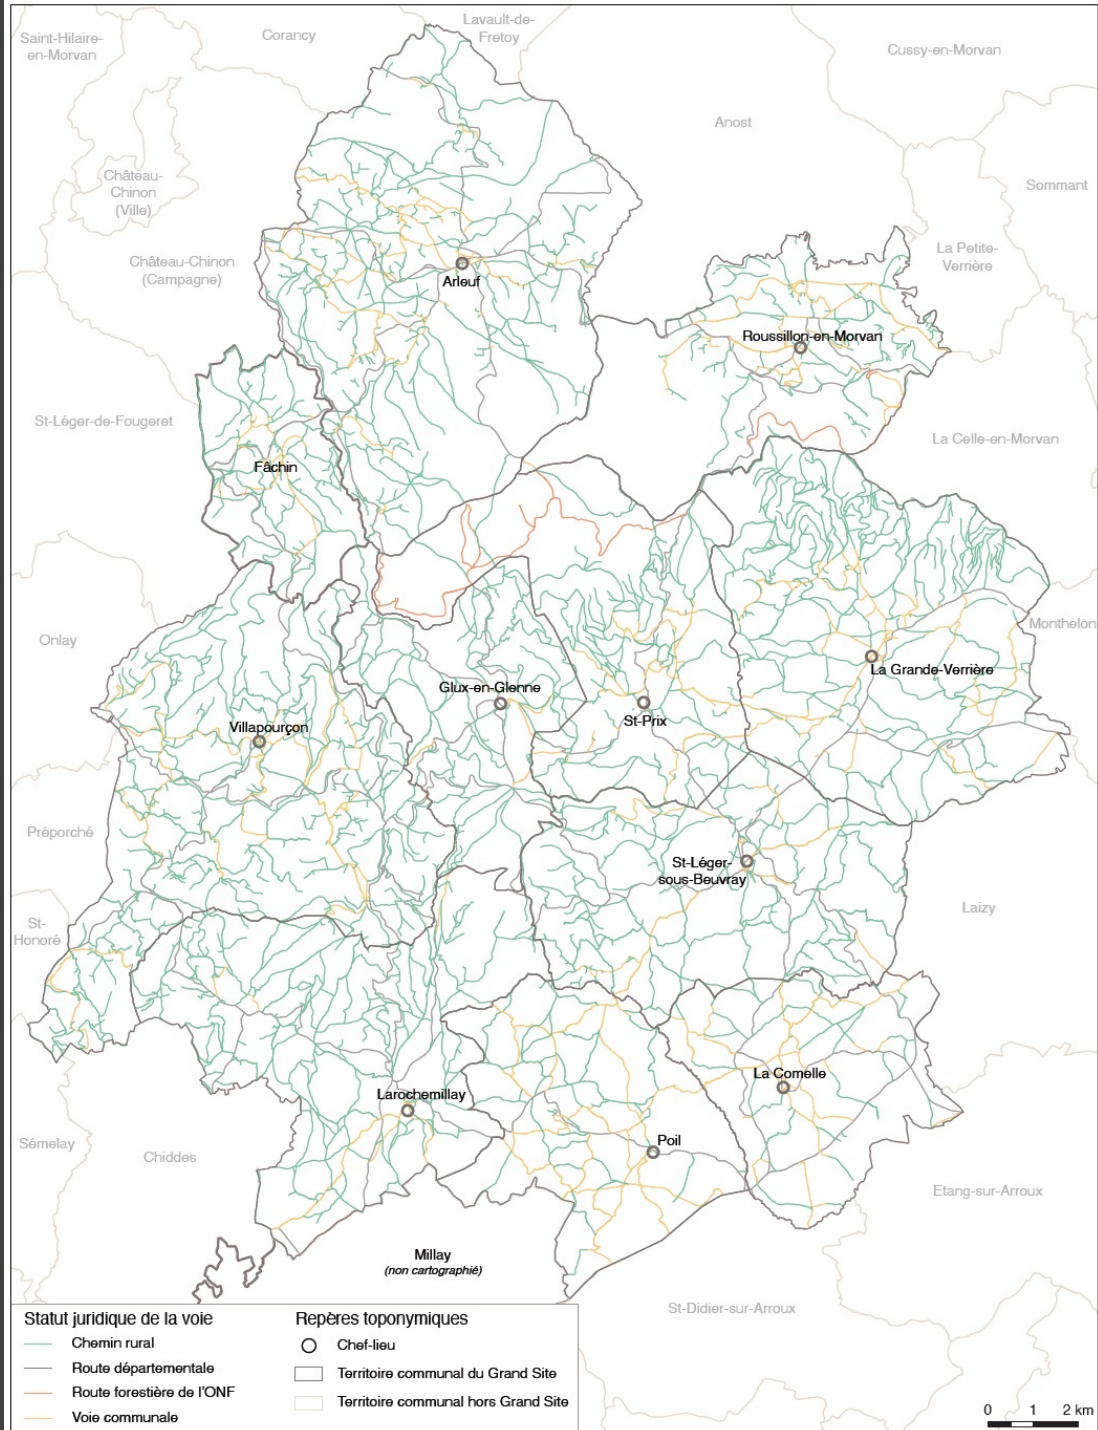 Lavault-de-
Fretoy
Saint-Hilaire-
en-Morvan
Corancy
Cussy-en-Morvan
Anost
Château-
Chinon
(Ville)
Sommant
La Petite-
Verrière
Château-Chinon
(Campagne)
Arleuf
Roussillon-en-Morvan
St-Léger-de-Fougeret
La Celle-en-Morvan
Fâchin
Onlay
Monthelon
La Grande-Verrière
Glux-en-Glenne
St-Prix
Villapourçon
Préporché
St-Léger-
sous-Beuvray
St-
Honoré
Laizy
La Comelle
Larochemillay
Poil
Sémelay
Chiddes
Etang-sur-Arroux
Millay
(non cartographié)
St-Didier-sur-Arroux
Statut juridique de la voie
Chemin rural
Route départementale
Route forestière de l'ONF
Voie communale
Repères toponymiques
Chef-lieu
Territoire communal du Grand Site
Territoire communal hors Grand Site
0 1 2 km